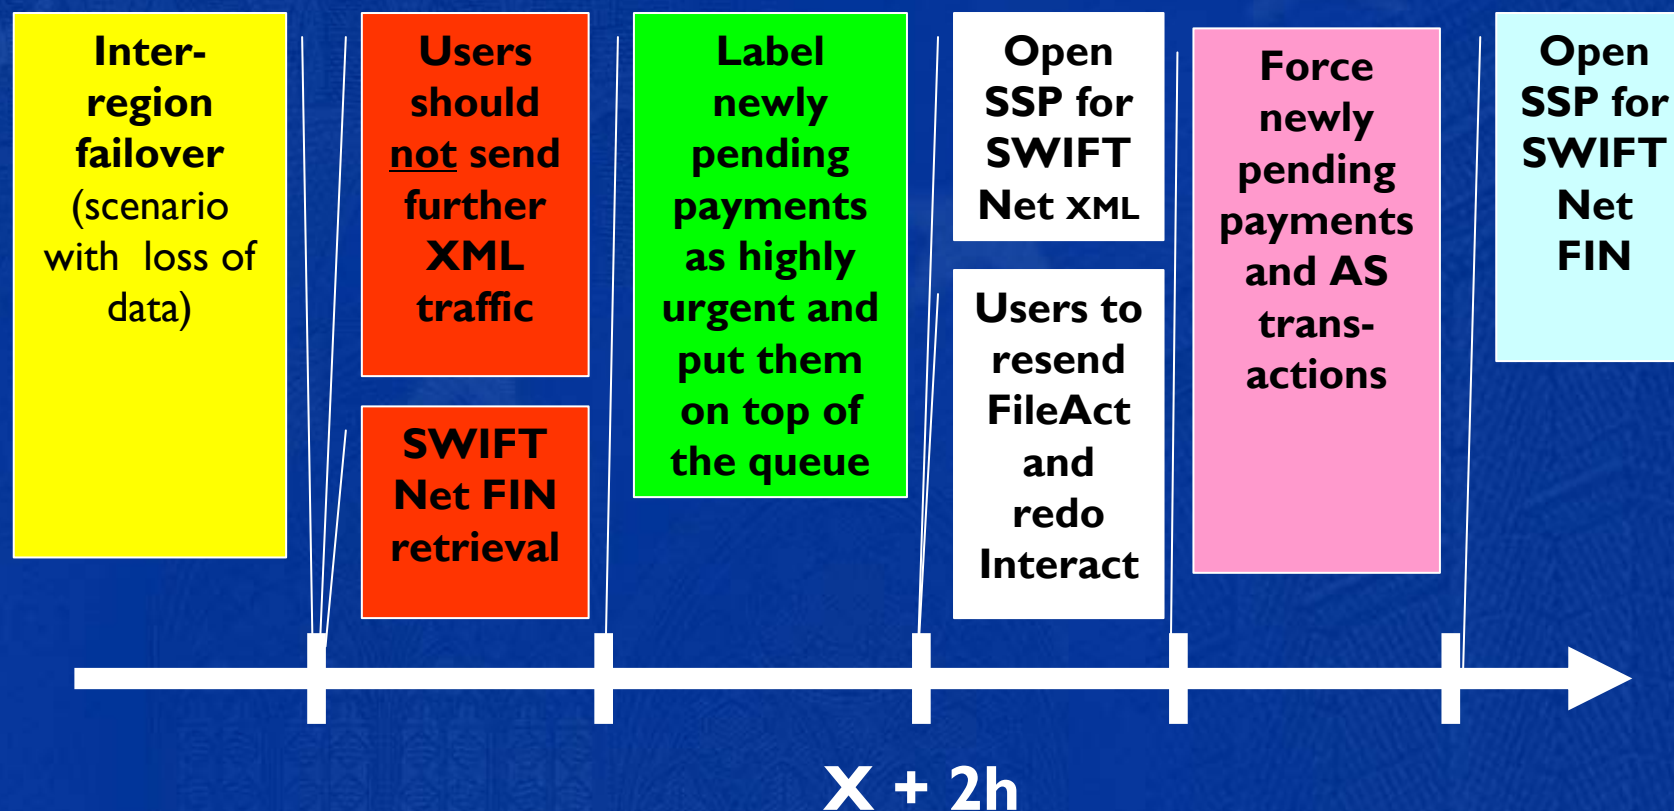 Inter-
region
failover
(scenario
with loss of
data)
Users
should
not send
further
XML
traffic
SWIFT
Net FIN
retrieval
Label
newly
pending
payments
as highly
urgent and
put them
on top of
the queue
Open
SSP for
SWIFT
Net XML
Users to
resend
FileAct
and
redo
Interact
Force
newly
pending
payments
and AS
trans-
actions
Open
SSP for
SWIFT
Net
FIN
X + 2h